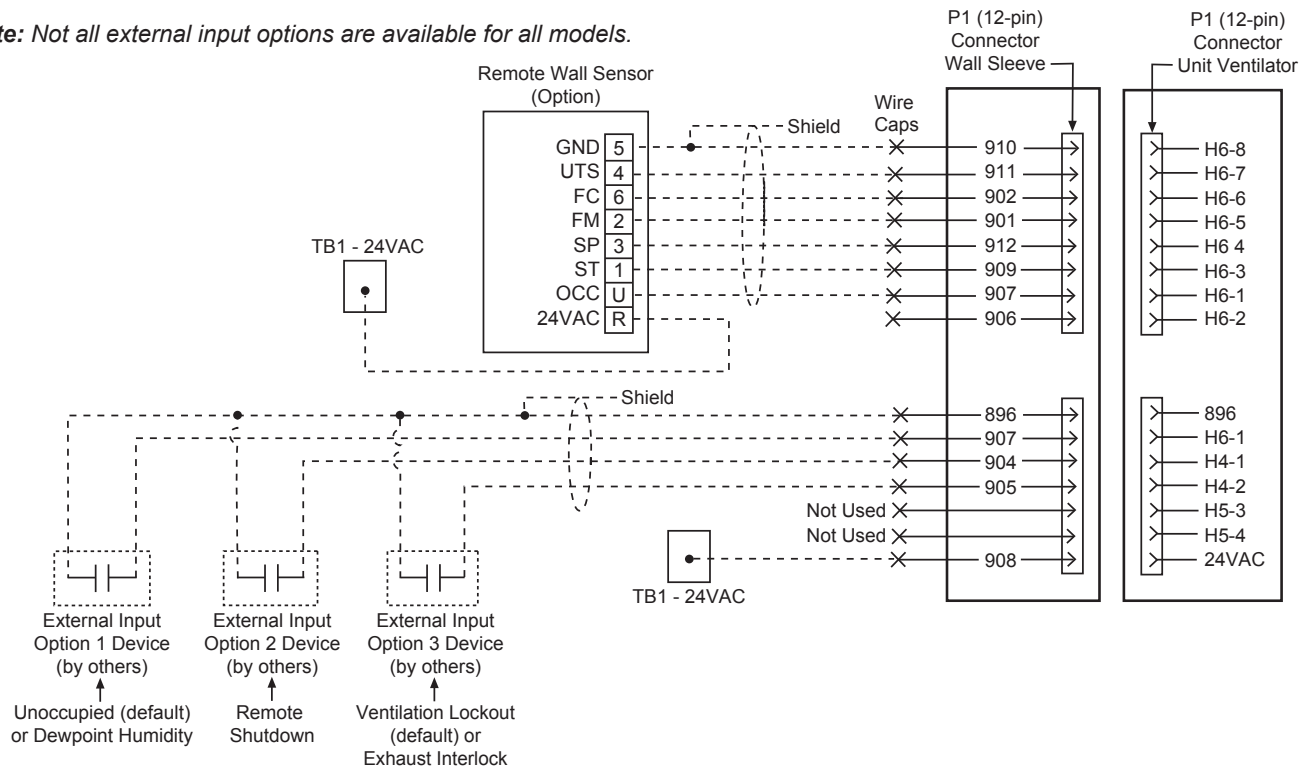 te: Not all external input options are available for all models.
P1 (12-pin)
Connector
Wall Sleeve
P1 (12-pin)
Connector
Unit Ventilator
Remote Wall Sensor
(Option)
Wire
Caps
Shield
GND 5 910 H6-8
UTS 4 911 H6-7
FC 6 902 H6-6
FM 2 901 H6-5
SP 3 912 H6 4
ST 1 909 H6-3
OCC U 907 H6-1
24VAC R 906 H6-2
TB1 - 24VAC
Shield
896 896
907 H6-1
904 H4-1
905 H4-2
Not Used H5-3
Not Used H5-4
908 24VAC
TB1 - 24VAC
External Input
Option 1 Device
(by others)
Unoccupied (default)
or Dewpoint Humidity
External Input
Option 2 Device
(by others)
Remote
Shutdown
External Input
Option 3 Device
(by others)
Ventilation Lockout
(default) or
Exhaust Interlock